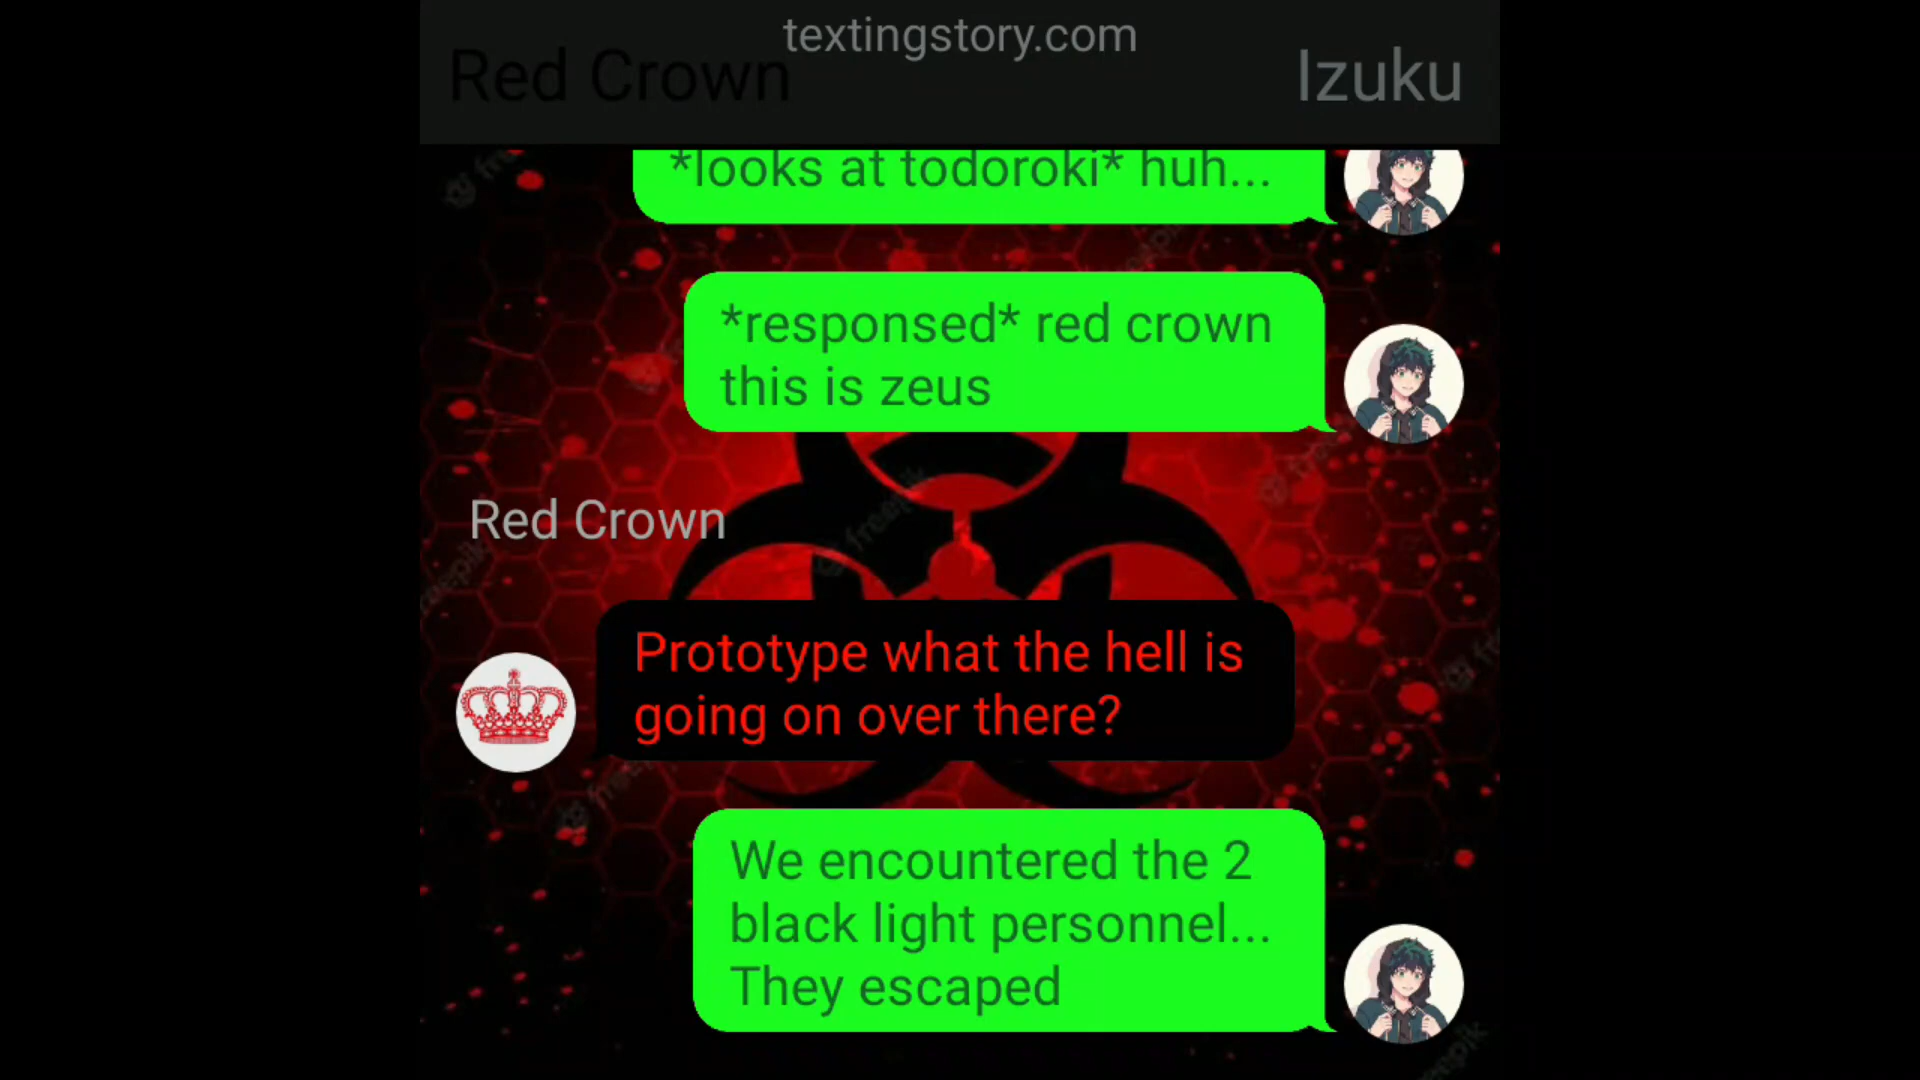 textingstory.com
Red Crown
Izuku
*looks at todoroki* huh...
*responsed* red crown
this is zeus
Red Crown
Prototype what the hell is
going on over there?
We encountered the 2
black light personnel...
They escaped